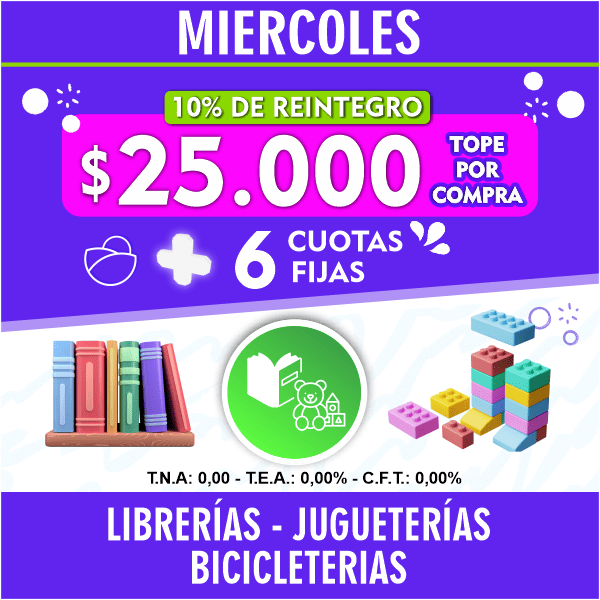 MIERCOLES
10% DE REINTEGRO
$25.000
TOPE
POR
COMPRA
+ 6 CUOTAS
FIJAS
T.N.A: 0,00 - T.E.A.: 0,00% - C.F.T.: 0,00%
LIBRERÍAS - JUGUETERÍAS
BICICLETERIAS